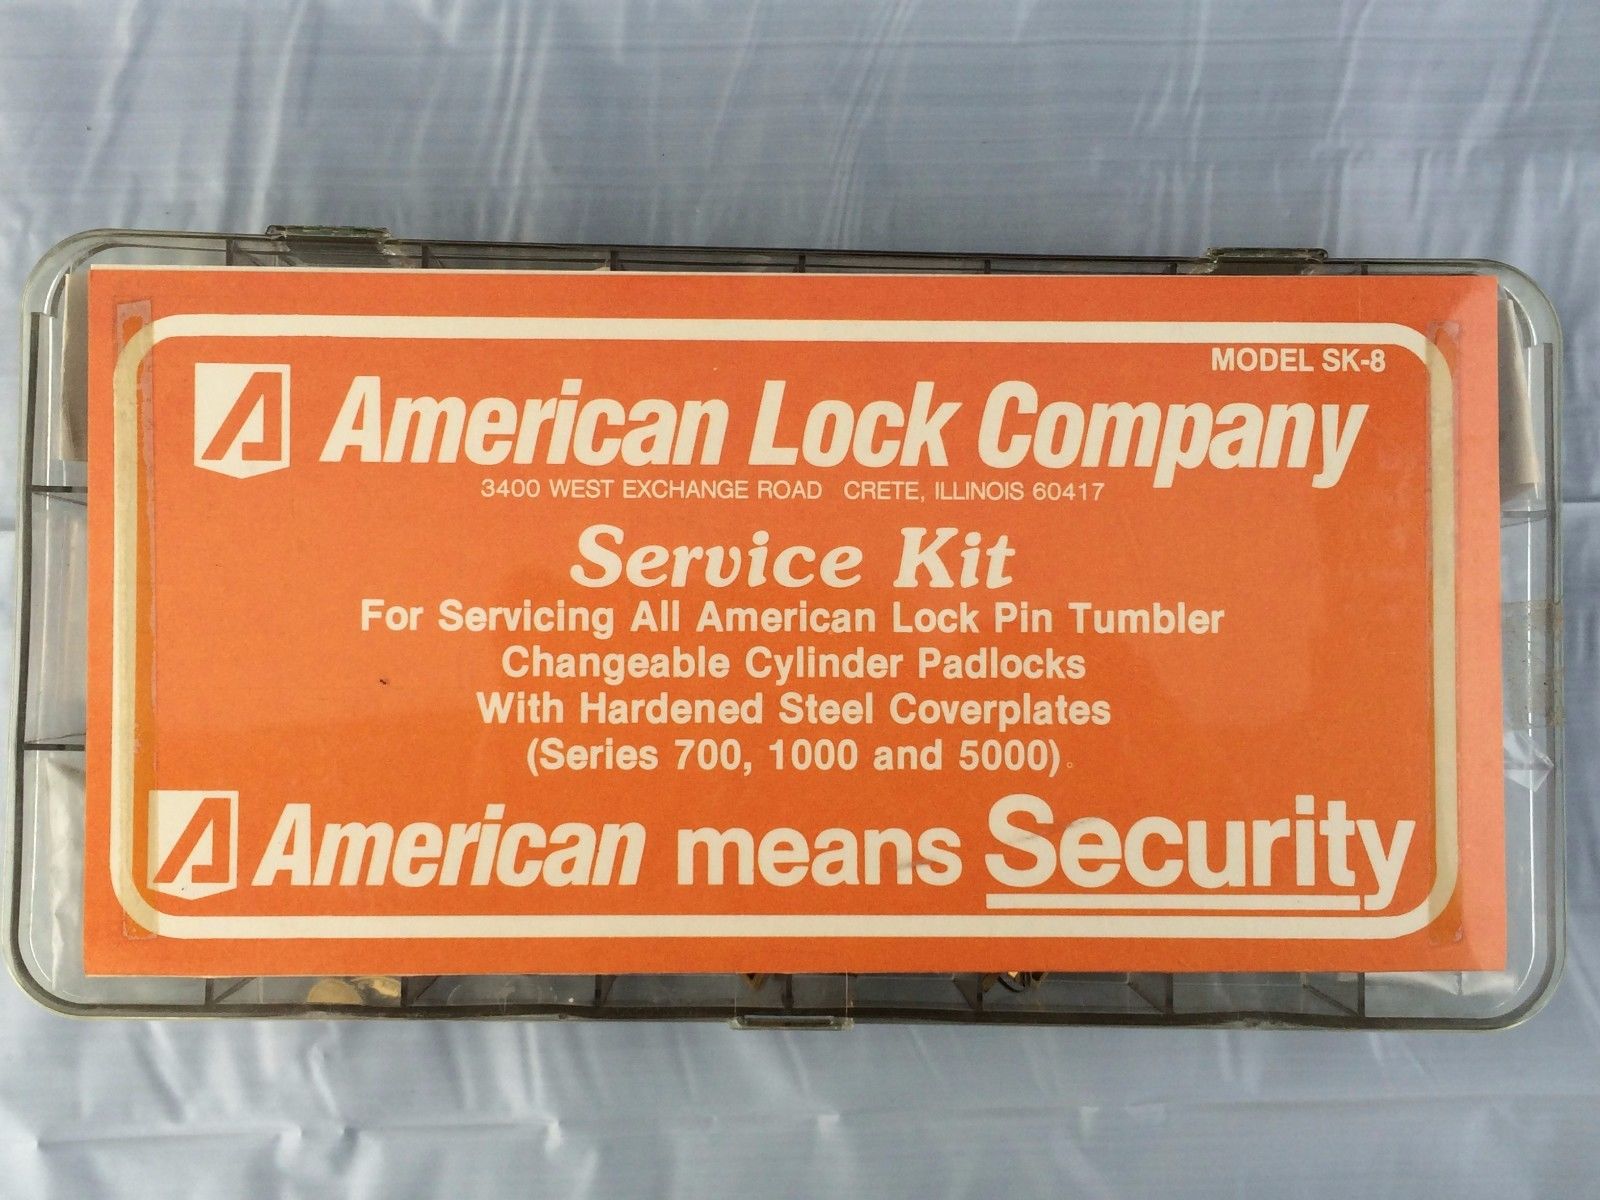 MODEL SK-8
American Lock Company
3400 WEST EXCHANGE ROAD CRETE, ILLINOIS 60417
Service Kit
For Servicing All American Lock Pin Tumbler
Changeable Cylinder Padlocks
With Hardened Steel Coverplates
(Series 700, 1000 and 5000)
American means Security